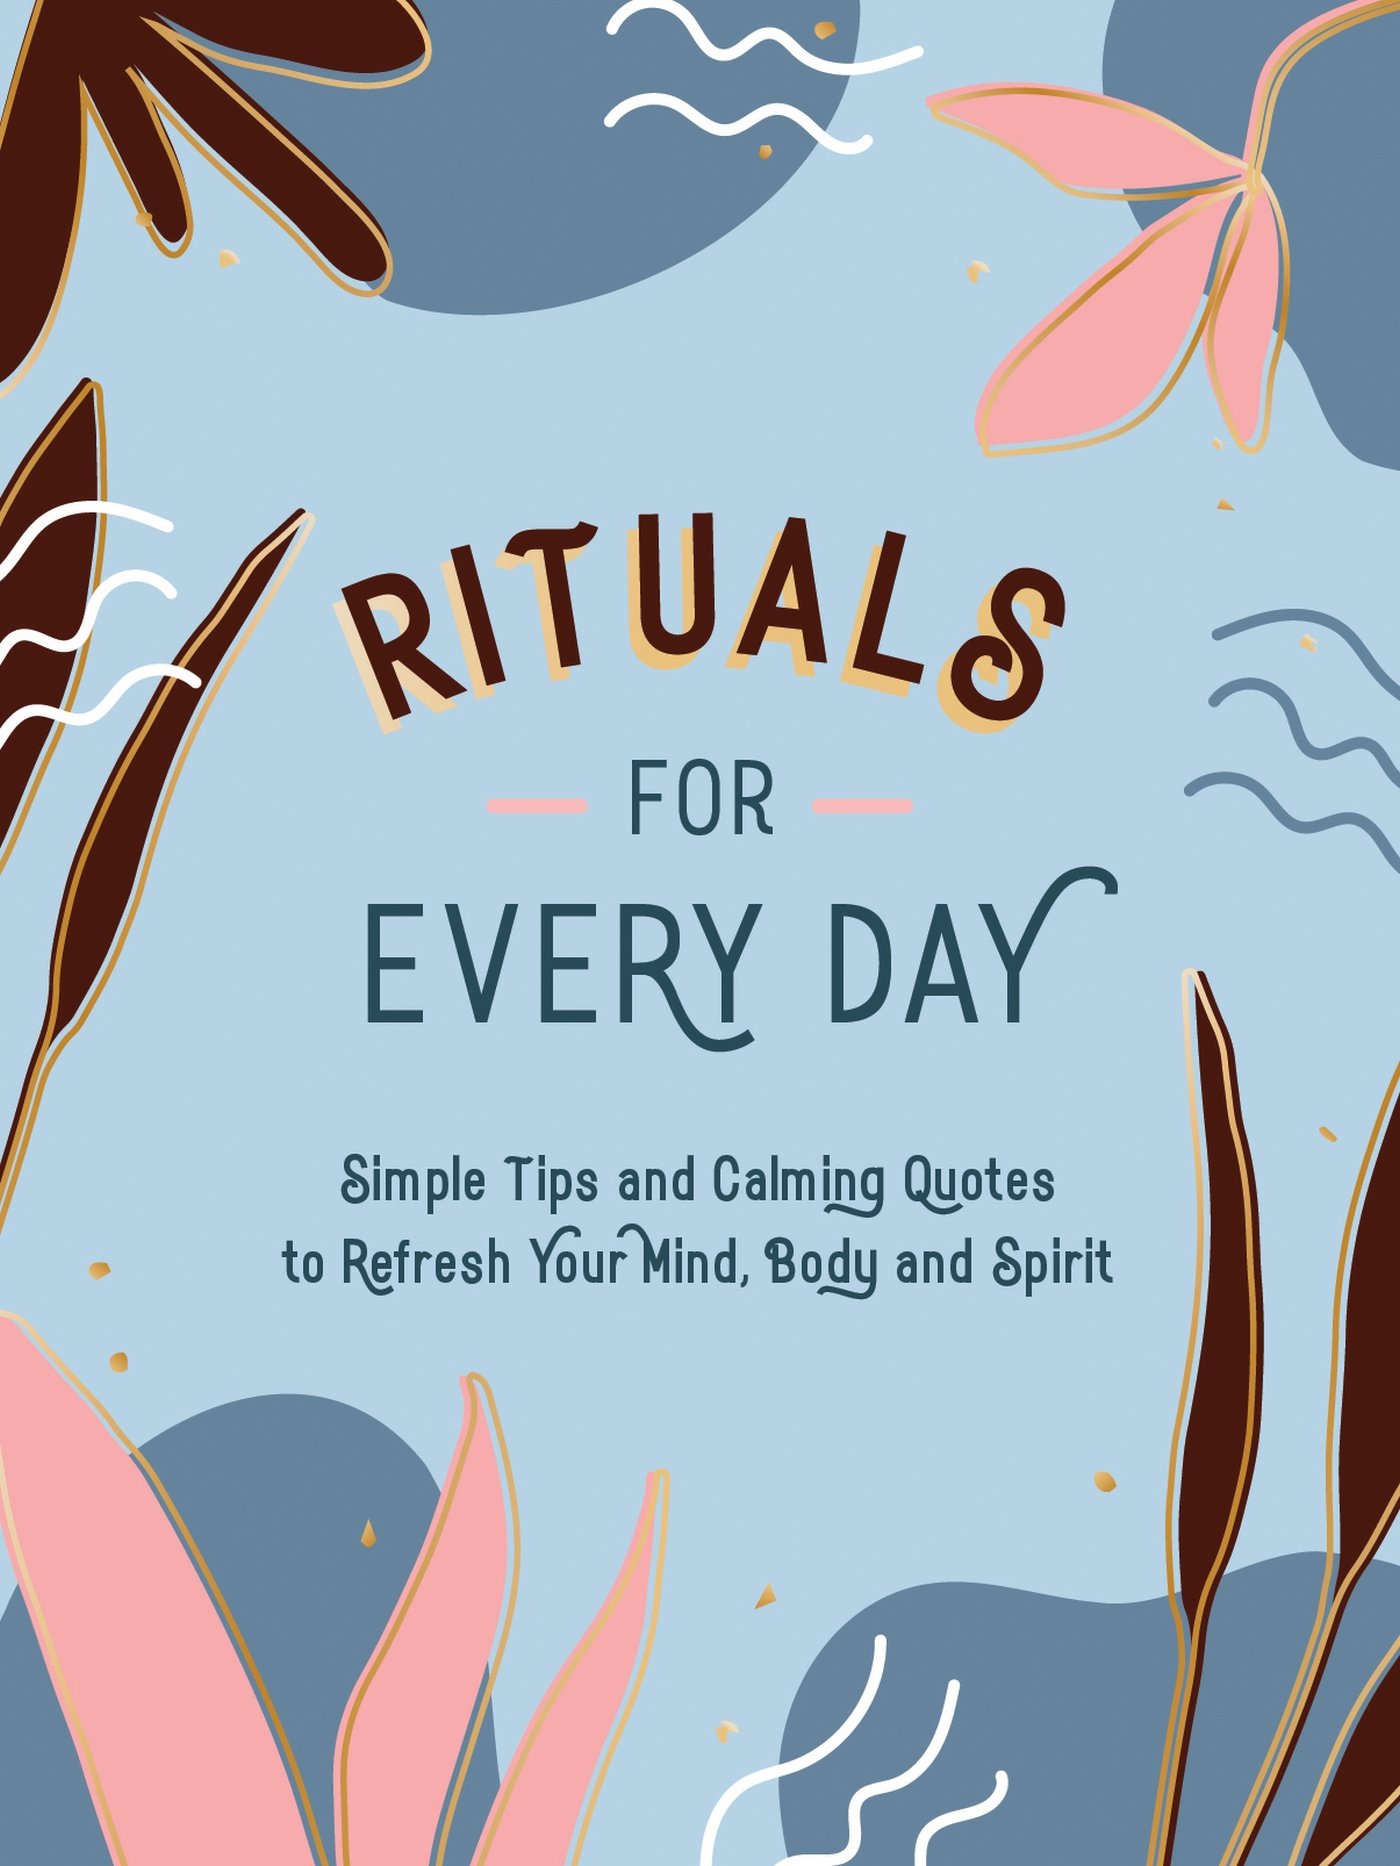 RITUALS
FOR
EVERY DAY
Simple Tips and Calming Quotes
to Refresh Your Mind, Body and Spirit